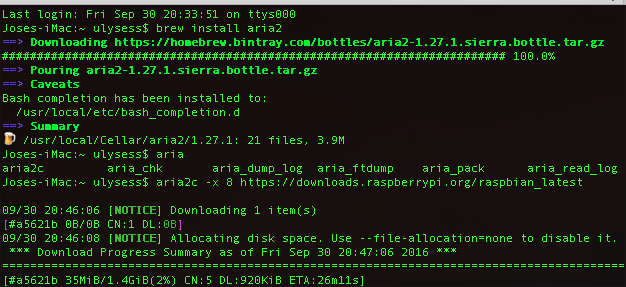 Last login: Fri Sep 30 20:33:51 on ttys000
Joses-iMac:~ ulysess$ brew install aria2
==> Downloading https://homebrew.bintray.com/bottles/aria2-1.27.1.sierra.bottle.tar.gz
######################################################################## 100.0%
==> Pouring aria2-1.27.1.sierra.bottle.tar.gz
==> Caveats
Bash completion has been installed to:
  /usr/local/etc/bash_completion.d
==> Summary
🍺  /usr/local/Cellar/aria2/1.27.1: 21 files, 3.9M
Joses-iMac:~ ulysess$ aria
aria2c         aria_chk       aria_dump_log  aria_ftdump    aria_pack      aria_read_log
Joses-iMac:~ ulysess$ aria2c -x 8 https://downloads.raspberrypi.org/raspbian_latest
09/30 20:46:06 [NOTICE] Downloading 1 item(s)
[#a5621b 0B/0B CN:1 DL:0B]
09/30 20:46:08 [NOTICE] Allocating disk space. Use --file-allocation=none to disable it.
 *** Download Progress Summary as of Fri Sep 30 20:47:06 2016 ***
=========================================================================================
[#a5621b 35MiB/1.4GiB(2%) CN:5 DL:920KiB ETA:26m11s]